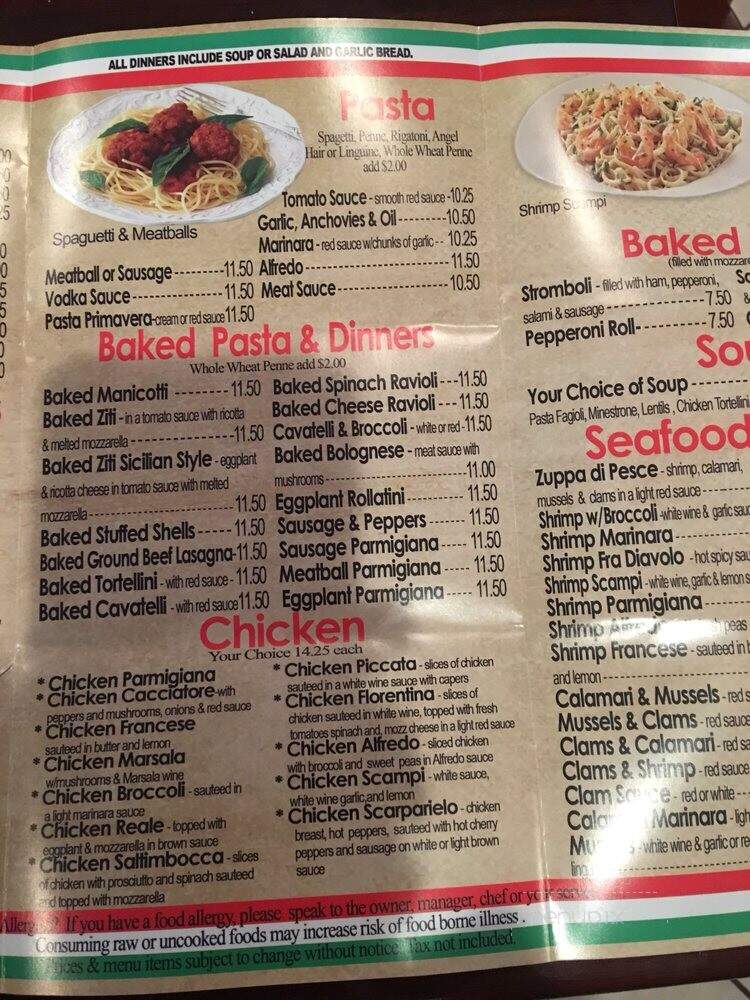 ALL DINNERS INCLUDE SOUP OR SALAD AND GARLIC BREAD.
Pasta
Spagetti, Penne, Rigatoni, Angel
Hair or Linguine, Whole Wheat Penne
add $2.00
Spaguetti & Meatballs
Tomato Sauce - smooth red sauce -10.25
Garlic, Anchovies & Oil----------10.50
Marinara - red sauce w/chunks of garlic-- 10.25
Meatball or Sausage---------11.50
Alfredo------------------11.50
Vodka Sauce----------------11.50
Meat Sauce--------------10.50
Pasta Primavera-cream or red sauce 11.50
Baked Pasta & Dinners
Whole Wheat Penne add $2.00
Baked Manicotti ---------11.50
Baked Ziti - in a tomato sauce with ricotta
& melted mozzarella ----------------11.50
Baked Ziti Sicilian Style - eggplant
& ricotta cheese in tomato sauce with melted
mozzarella----------------------11.50
Baked Stuffed Shells ----- 11.50
Baked Ground Beef Lasagna-11.50
Baked Tortellini - with red sauce - 11.50
Baked Cavatelli - with red sauce 11.50
Baked Spinach Ravioli ---11.50
Baked Cheese Ravioli ---11.50
Cavatelli & Broccoli - white or red -11.50
Baked Bolognese - meat sauce with
mushrooms----------------------11.00
Eggplant Rollatini----------- 11.50
Sausage & Peppers ------- 11.50
Sausage Parmigiana ----- 11.50
Meatball Parmigiana ---- 11.50
Eggplant Parmigiana ---- 11.50
Chicken
Your Choice 14.25 each
* Chicken Parmigiana
* Chicken Cacciatore-with
peppers and mushrooms, onions & red sauce
* Chicken Francese
sauteed in butter and lemon
* Chicken Marsala
w/mushrooms & Marsala wine
* Chicken Broccoli - sauteed in
a light marinara sauce
* Chicken Reale - topped with
eggplant & mozzarella in brown sauce
* Chicken Saltimbocca - slices
of chicken with prosciutto and spinach sauteed
and topped with mozzarella
* Chicken Piccata - slices of chicken
sauteed in a white wine sauce with capers
* Chicken Florentina - slices of
chicken sauteed in white wine, topped with fresh
tomatoes spinach and, mozz cheese in a light red sauce
* Chicken Alfredo - sliced chicken
with broccoli and sweet peas in Alfredo sauce
* Chicken Scampi - white sauce,
white wine garlic,and lemon
* Chicken Scarparielo - chicken
breast, hot peppers, sauteed with hot cherry
peppers and sausage on white or light brown
sauce
Shrimp Scampi
Baked
(filled with
Stromboli - filled with ham, pepperoni,
salami & sausage------------------7.50 &
Pepperoni Roll-------------7.50
Your Choice of Soup --------
Pasta Fagioli, Minestrone, Lentils , Chicken Tortellini
Seafood
Zuppa di Pesce - shrimp, calamari,
mussels & clams in a light red sauce--------
Shrimp w/Broccoli -white wine & garlic
Shrimp Marinara------------
Shrimp Fra Diavolo - hot spicy
Shrimp Scampi - white wine, garlic & lemon
Shrimp Parmigiana-------
Shrimp peas
Shrimp Francese - sauteed in
and lemon------------------
Calamari & Mussels - red
Mussels & Clams - red sauce
Clams & Calamari - red
Clams & Shrimp - red sauce
Clam Sauce - red or white ---
Marinara - light
- white wine & garlic or
If you have a food allergy, please speak to the owner, manager, chef or your
Consuming raw or uncooked foods may increase risk of food borne illness .
Prices & menu items subject to change without notice. Tax not included.